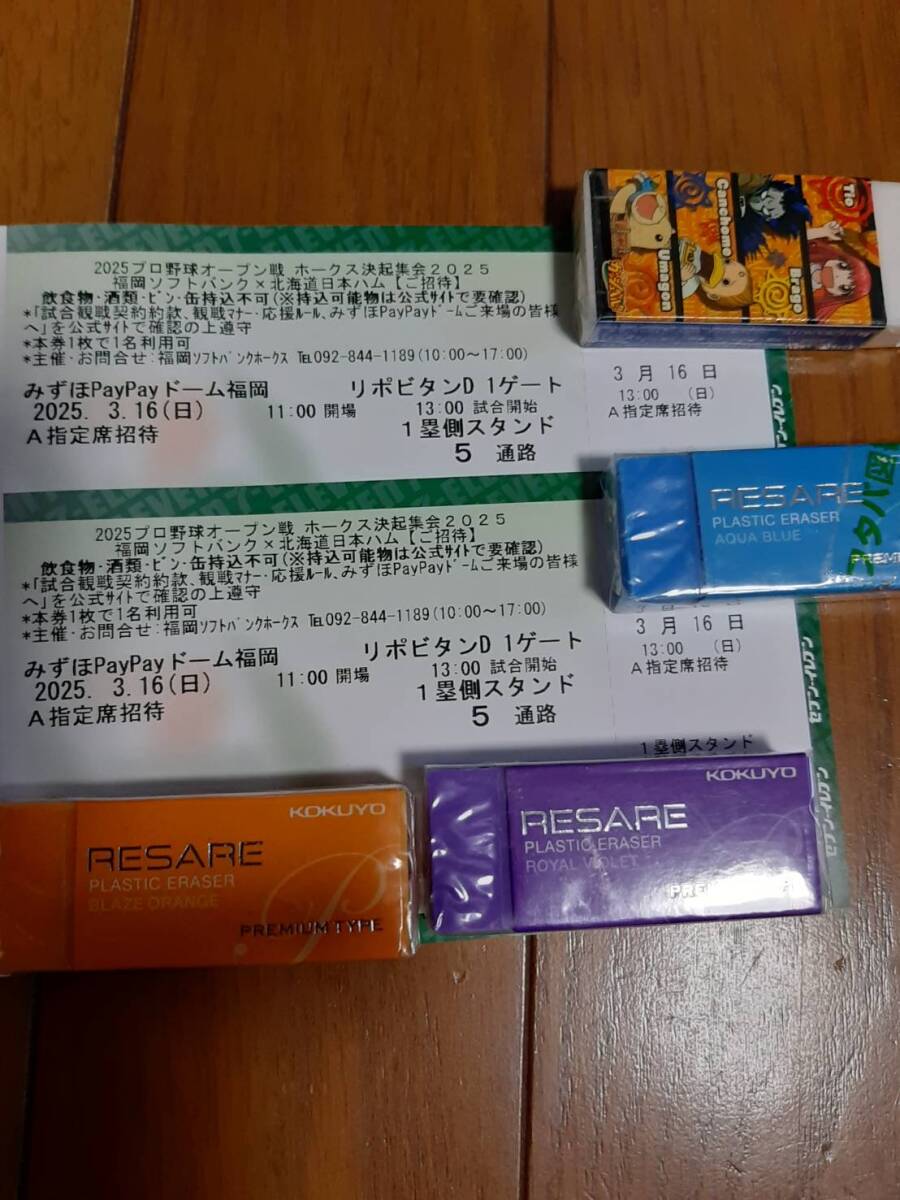 2025プロ野球オープン戦 ホークス決起集会2025
福岡ソフトバンク×北海道日本ハム【ご招待】
飲食物・酒類・ビン・缶持込不可(※持込可能物は公式サイトで要確認)
*「試合観戦契約約款、観戦マナー・応援ルール、みずほPayPayドームご来場の皆様
へ」を公式サイトで確認の上遵守
*本券1枚で1名利用可
*主催・お問合せ:福岡ソフトバンクホークス TEL092-844-1189(10:00~17:00)
みずほPayPayドーム福岡 リポビタンD 1ゲート
2025. 3.16(日) 11:00 開場 13:00 試合開始
A指定席招待 1塁側スタンド
5 通路
3 月 16 日
13:00 (日)
A指定席招待
セブン-イレブン
2025プロ野球オープン戦 ホークス決起集会2025
福岡ソフトバンク×北海道日本ハム【ご招待】
飲食物・酒類・ビン・缶持込不可(※持込可能物は公式サイトで要確認)
*「試合観戦契約約款、観戦マナー・応援ルール、みずほPayPayドームご来場の皆様
へ」を公式サイトで確認の上遵守
*本券1枚で1名利用可
*主催・お問合せ:福岡ソフトバンクホークス TEL092-844-1189(10:00~17:00)
みずほPayPayドーム福岡 リポビタンD 1ゲート
2025. 3.16(日) 11:00 開場 13:00 試合開始
A指定席招待 1塁側スタンド
5 通路
3 月 16 日
13:00 (日)
A指定席招待
1塁側スタンド
セブン-イレブン
セブン-イレブン
Tio
Brago
Canchome
Umagon
RESARE
PLASTIC ERASER
AQUA BLUE
KOKUYO
RESARE
PLASTIC ERASER
ROYAL VIOLET
KOKUYO
RESARE
PLASTIC ERASER
BLAZE ORANGE
PREMIUM TYPE